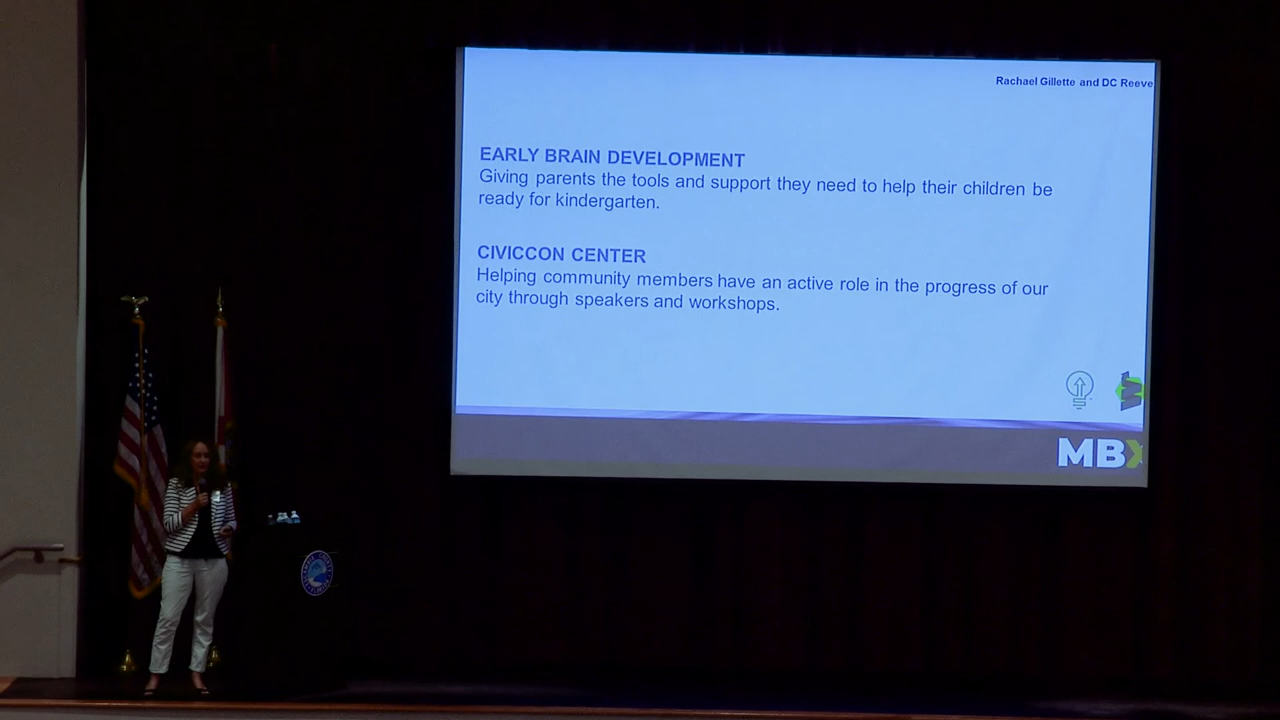 Rachael Gillette and DC Reeve
EARLY BRAIN DEVELOPMENT
Giving parents the tools and support they need to help their children be
ready for kindergarten.
CIVICCON CENTER
Helping community members have an active role in the progress of our
city through speakers and workshops.
MBX